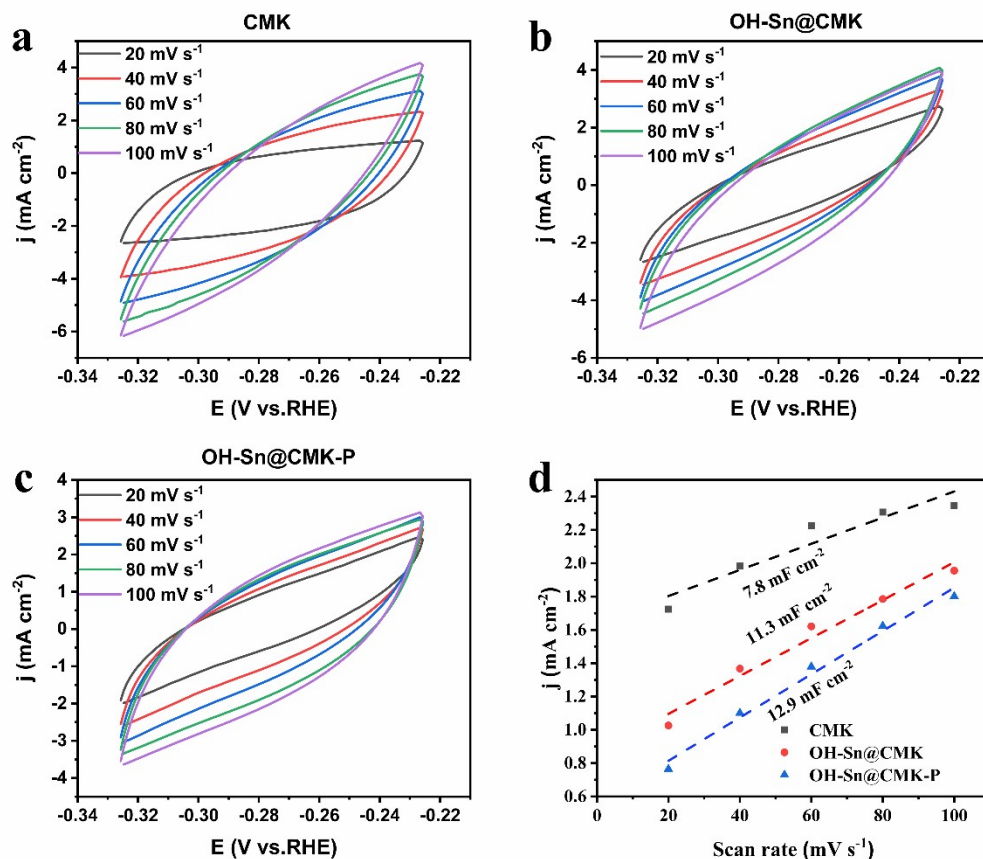 a
CMK
20 mV s⁻¹
40 mV s⁻¹
60 mV s⁻¹
80 mV s⁻¹
100 mV s⁻¹
4
2
0
-2
-4
-6
j (mA cm⁻²)
-0.34 -0.32 -0.30 -0.28 -0.26 -0.24 -0.22
E (V vs.RHE)
b
OH-Sn@CMK
20 mV s⁻¹
40 mV s⁻¹
60 mV s⁻¹
80 mV s⁻¹
100 mV s⁻¹
6
4
2
0
-2
-4
-6
j (mA cm⁻²)
-0.34 -0.32 -0.30 -0.28 -0.26 -0.24 -0.22
E (V vs.RHE)
c
OH-Sn@CMK-P
20 mV s⁻¹
40 mV s⁻¹
60 mV s⁻¹
80 mV s⁻¹
100 mV s⁻¹
4
3
2
1
0
-1
-2
-3
-4
j (mA cm⁻²)
-0.34 -0.32 -0.30 -0.28 -0.26 -0.24 -0.22
E (V vs.RHE)
d
2.4
2.2
2.0
1.8
1.6
1.4
1.2
1.0
0.8
0.6
j (mA cm⁻²)
7.8 mF cm⁻²
11.3 mF cm⁻²
12.9 mF cm⁻²
CMK
OH-Sn@CMK
OH-Sn@CMK-P
20 40 60 80 100
Scan rate (mV s⁻¹)